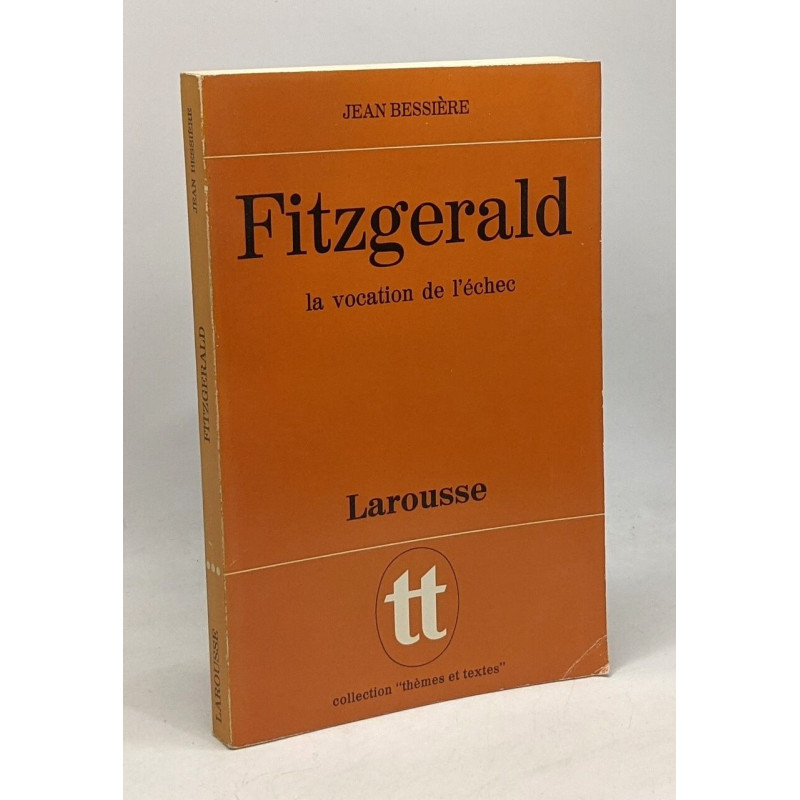 JEAN BESSIÈRE
Fitzgerald
la vocation de l'échec
Larousse
tt
collection "thèmes et textes"
JEAN BESSIÈRE
FITZGERALD
LAROUSSE